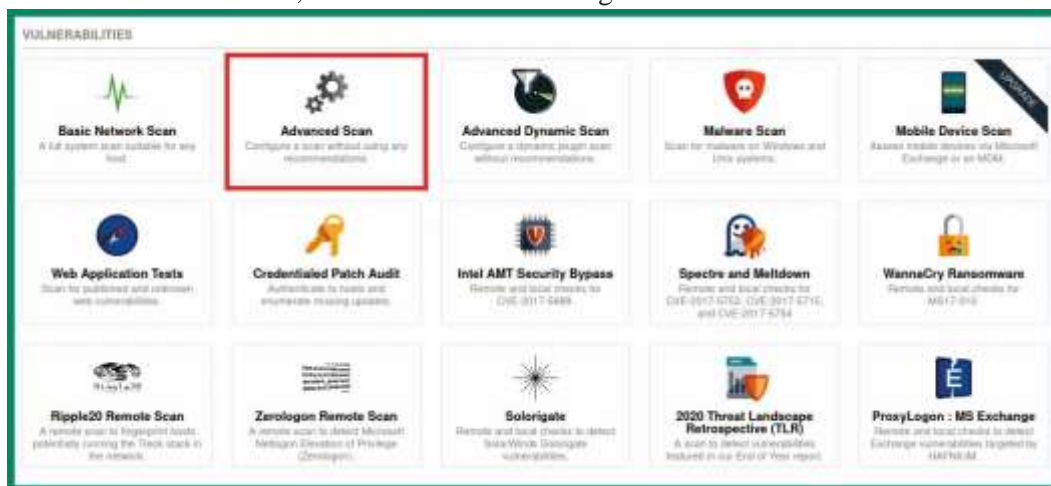 VULNERABILITIES
Basic Network Scan
A full system scan suitable for any
host.
Advanced Scan
Configure a scan without using any
recommendations.
Advanced Dynamic Scan
Configure a dynamic plugin scan
without recommendations.
Malware Scan
Scan for malware on Windows and
Unix systems.
UPGRADE
Mobile Device Scan
Assess mobile devices via Microsoft
Exchange or an MDM.
Web Application Tests
Scan for published and unknown
web vulnerabilities.
Credentialed Patch Audit
Authenticate to hosts and
enumerate missing updates.
Intel AMT Security Bypass
Remote and local checks for
CVE-2017-5689.
Spectre and Meltdown
Remote and local checks for
CVE-2017-5753, CVE-2017-5715,
and CVE-2017-5754
WannaCry Ransomware
Remote and local checks for
MS17-010.
Ripple20 Remote Scan
A remote scan to fingerprint hosts
potentially running the Treck stack in
the network.
Zerologon Remote Scan
A remote scan to detect Microsoft
Netlogon Elevation of Privilege
(Zerologon).
Solorigate
Remote and local checks to detect
SolarWinds Solorigate
vulnerabilities.
2020 Threat Landscape
Retrospective (TLR)
A scan to detect vulnerabilities
featured in our End of Year report.
ProxyLogon : MS Exchange
Remote and local checks to detect
Exchange vulnerabilities targeted by
HAFNIUM.